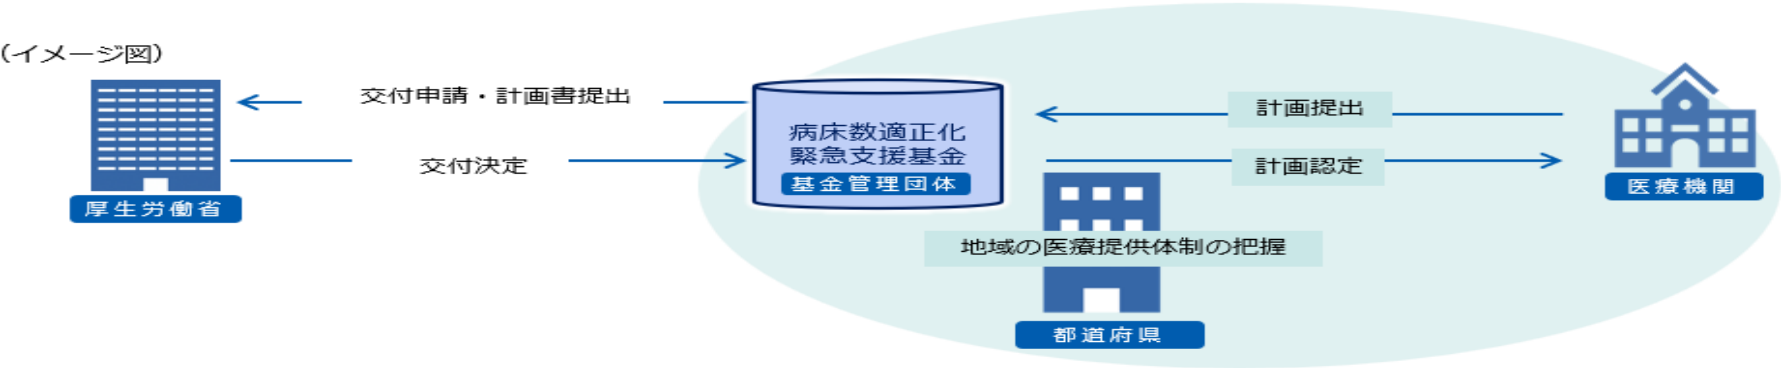 (イメージ図)
交付申請・計画書提出
交付決定
厚生労働省
病床数適正化
緊急支援基金
基金管理団体
計画提出
計画認定
医療機関
地域の医療提供体制の把握
都道府県